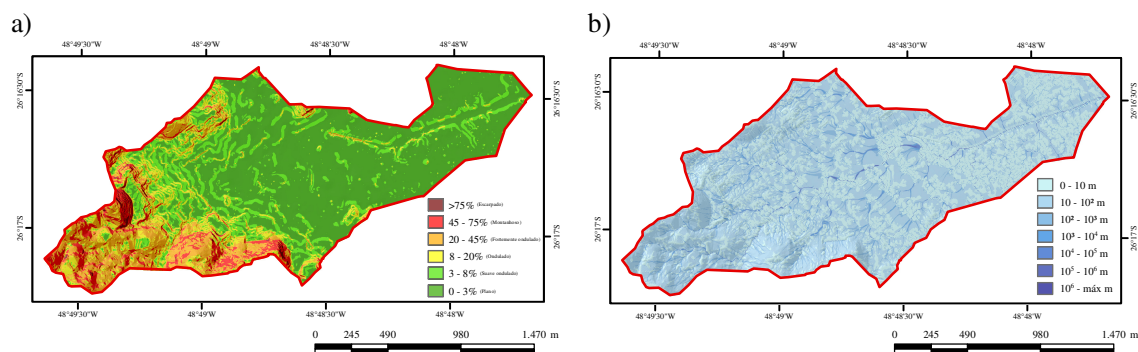 a)
48°49'30"W
48°49'W
48°48'30"W
48°48'W
26°16'30"S
26°16'30"S
26°17'S
26°17'S
>75% (Escarpado)
45 - 75% (Montanhoso)
20 - 45% (Fortemente ondulado)
8 - 20% (Ondulado)
3 - 8% (Suave ondulado)
0 - 3% (Plano)
48°49'30"W
48°49'W
48°48'30"W
48°48'W
0 245 490 980 1.470 m
b)
48°49'30"W
48°49'W
48°48'30"W
48°48'W
26°16'30"S
26°16'30"S
26°17'S
26°17'S
0 - 10 m
10 - 10² m
10² - 10³ m
10³ - 10⁴ m
10⁴ - 10⁵ m
10⁵ - 10⁶ m
10⁶ - máx m
48°49'30"W
48°49'W
48°48'30"W
48°48'W
0 245 490 980 1.470 m